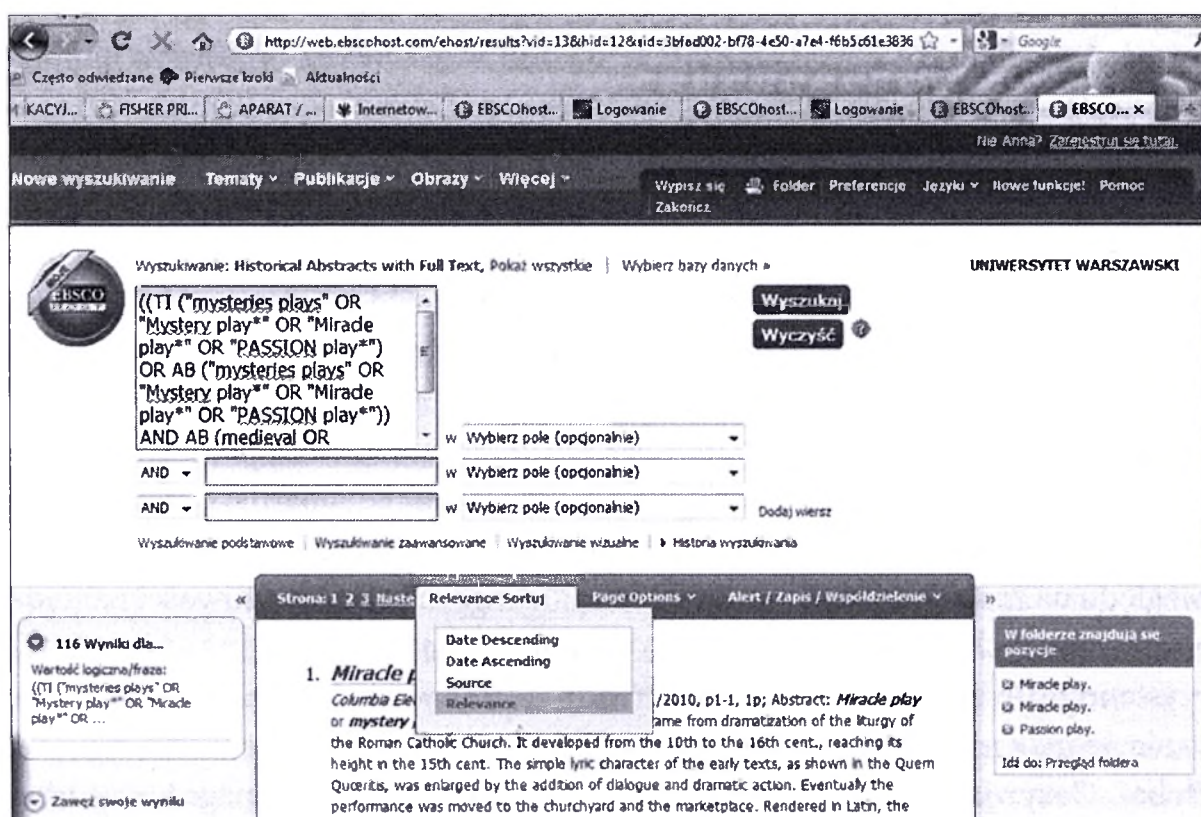 http://web.ebscohost.com/ehost/results?vid=13&hid=12&sid=3bfad002-bf78-4e50-a7e4-f6b5c61e3836 Google
Często odwiedzane Pierwsze kroki Aktualności
KACYJ... FISHER PRI... APARAT / ... Internetow... EBSCOhost... Logowanie EBSCOhost... Logowanie EBSCOhost... EBSCO... ×
Nie Anna? Zarejestruj się tutaj.
Nowe wyszukiwanie Tematy Publikacje Obrazy Więcej
Wypisz się Folder Preferencje Języki Nowe funkcje! Pomoc
Zakończ
Wyszukiwanie: Historical Abstracts with Full Text, Pokaż wszystkie | Wybierz bazy danych »
UNIWERSYTET WARSZAWSKI
EBSCO
((TI ("mysteries plays" OR
"Mystery play*" OR "Miracle
play*" OR "PASSION play*")
OR AB ("mysteries plays" OR
"Mystery play*" OR "Miracle
play*" OR "PASSION play*"))
AND AB (medieval OR
Wyszukaj
Wyczyść
w Wybierz pole (opcjonalnie)
AND w Wybierz pole (opcjonalnie)
AND w Wybierz pole (opcjonalnie) Dodaj wiersz
Wyszukiwanie podstawowe | Wyszukiwanie zaawansowane | Wyszukiwanie wizualne | Historia wyszukiwania
« Strona: 1 2 3 Naste Relevance Sortuj Page Options Alert / Zapis / Współdzielenie »
Date Descending
Date Ascending
Source
Relevance
116 Wyniki dla...
Wartość logiczna/fraza:
((TI ("mysteries plays" OR
"Mystery play*" OR "Miracle
play*" OR ...
Zawęź swoje wyniki
1. Miracle p
Columbia Ele /2010, p1-1, 1p; Abstract: Miracle play
or mystery ame from dramatization of the liturgy of
the Roman Catholic Church. It developed from the 10th to the 16th cent., reaching its
height in the 15th cent. The simple lyric character of the early texts, as shown in the Quem
Quceritis, was enlarged by the addition of dialogue and dramatic action. Eventually the
performance was moved to the churchyard and the marketplace. Rendered in Latin, the
W folderze znajdują się
pozycje
Miracle play.
Miracle play.
Passion play.
Idź do: Przegląd foldera